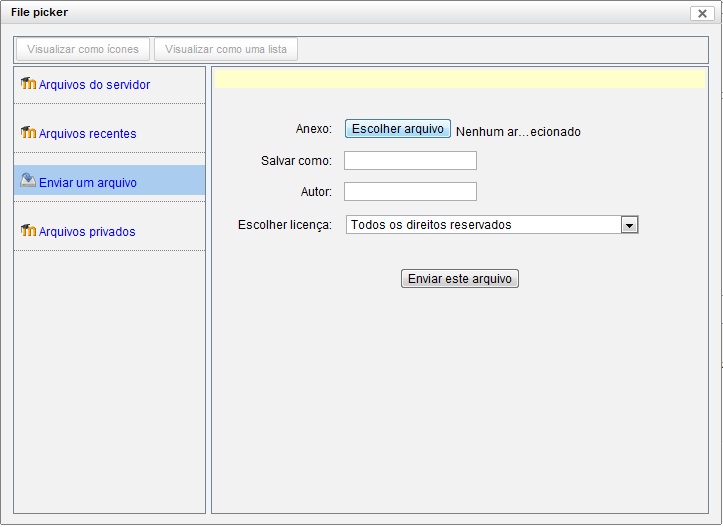 File picker
Visualizar como ícones
Visualizar como uma lista
Arquivos do servidor
Arquivos recentes
Enviar um arquivo
Arquivos privados
Anexo: Escolher arquivo Nenhum ar...ecionado
Salvar como:
Autor:
Escolher licença: Todos os direitos reservados
Enviar este arquivo